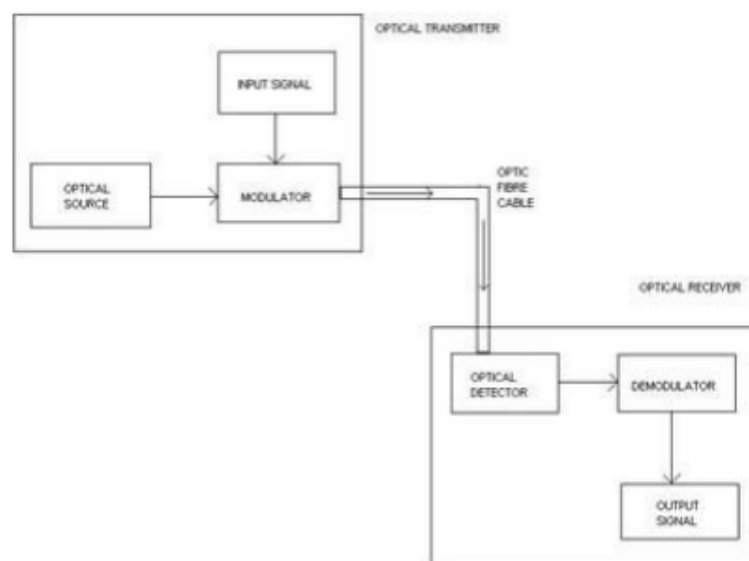 OPTICAL TRANSMITTER
INPUT SIGNAL
OPTICAL
SOURCE
MODULATOR
OPTIC
FIBRE
CABLE
OPTICAL RECEIVER
OPTICAL
DETECTOR
DEMODULATOR
OUTPUT
SIGNAL